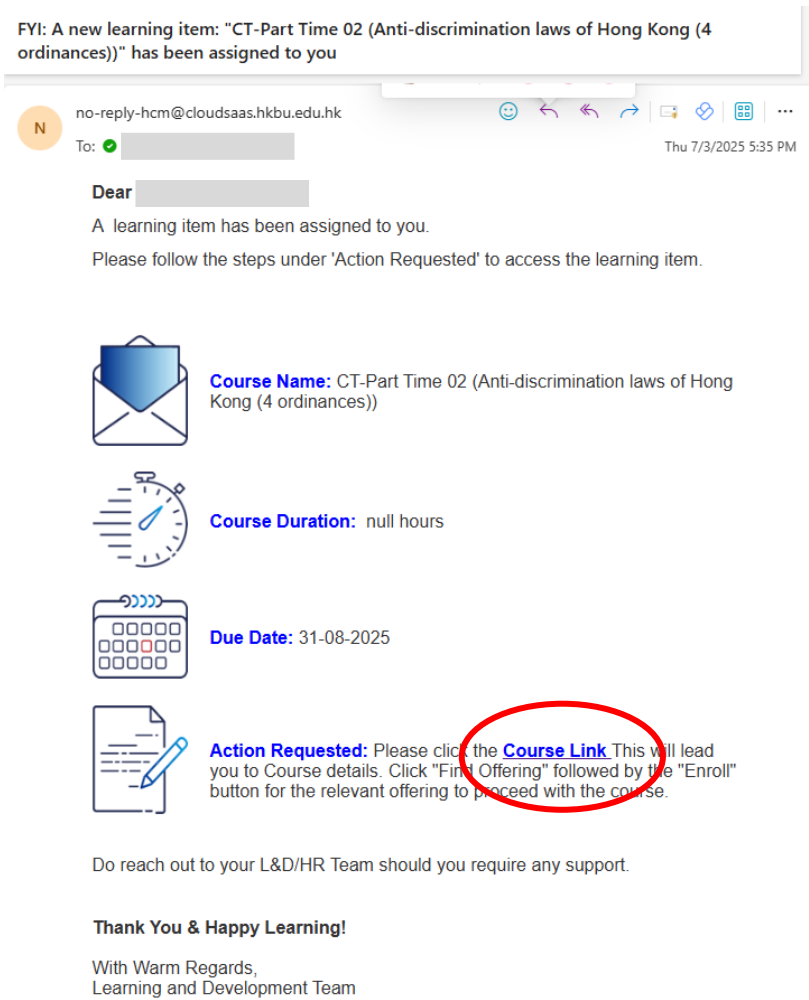 FYI: A new learning item: "CT-Part Time 02 (Anti-discrimination laws of Hong Kong (4
ordinances))" has been assigned to you
N
no-reply-hcm@cloudsaas.hkbu.edu.hk
To:
Thu 7/3/2025 5:35 PM
Dear
A learning item has been assigned to you.
Please follow the steps under 'Action Requested' to access the learning item.
Course Name: CT-Part Time 02 (Anti-discrimination laws of Hong
Kong (4 ordinances))
Course Duration: null hours
Due Date: 31-08-2025
Action Requested: Please click the Course Link This will lead
you to Course details. Click "Find Offering" followed by the "Enroll"
button for the relevant offering to proceed with the course.
Do reach out to your L&D/HR Team should you require any support.
Thank You & Happy Learning!
With Warm Regards,
Learning and Development Team